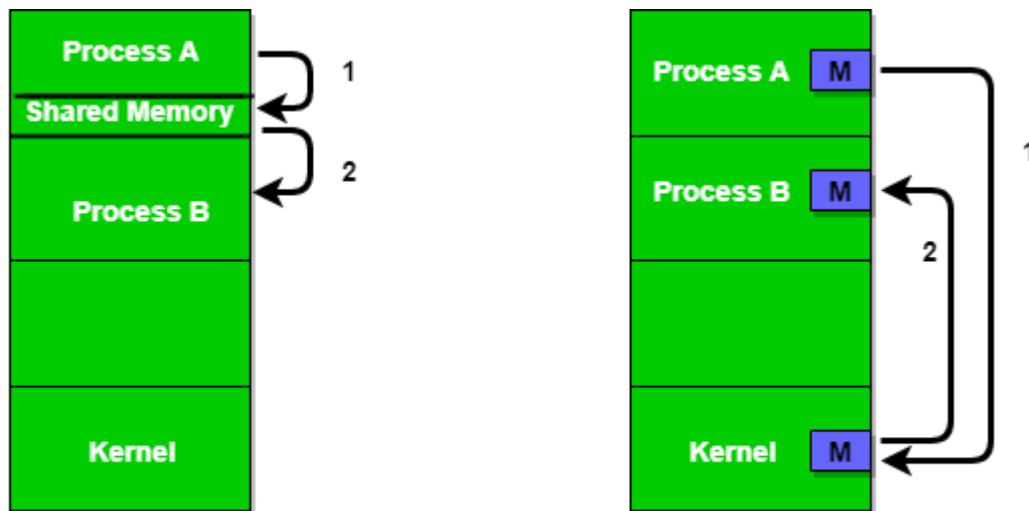 Process A
1
Shared Memory
2
Process B
Kernel
Process A M
1
Process B M
2
Kernel M